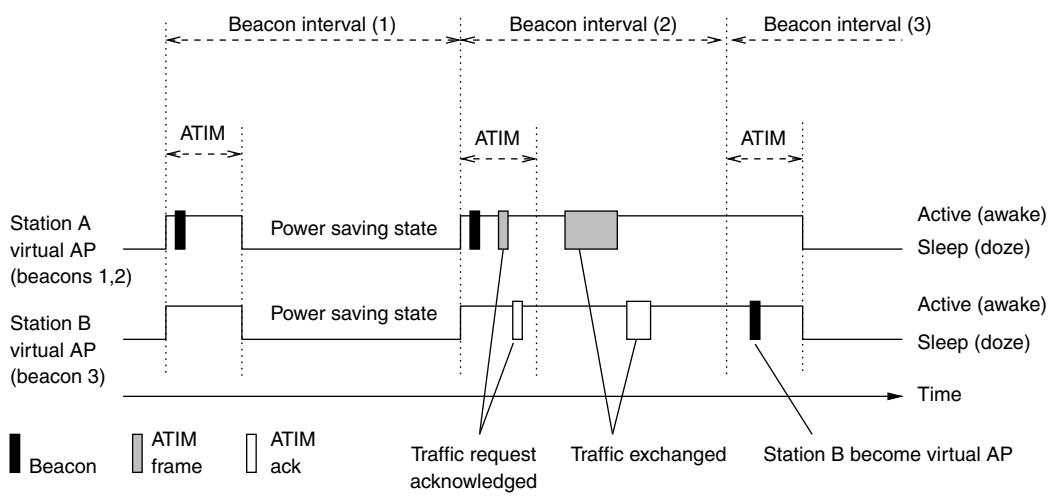 Beacon interval (1)
Beacon interval (2)
Beacon interval (3)
ATIM
ATIM
ATIM
Station A
virtual AP
(beacons 1,2)
Power saving state
Active (awake)
Sleep (doze)
Station B
virtual AP
(beacon 3)
Power saving state
Active (awake)
Sleep (doze)
Time
Beacon
ATIM
frame
ATIM
ack
Traffic request
acknowledged
Traffic exchanged
Station B become virtual AP